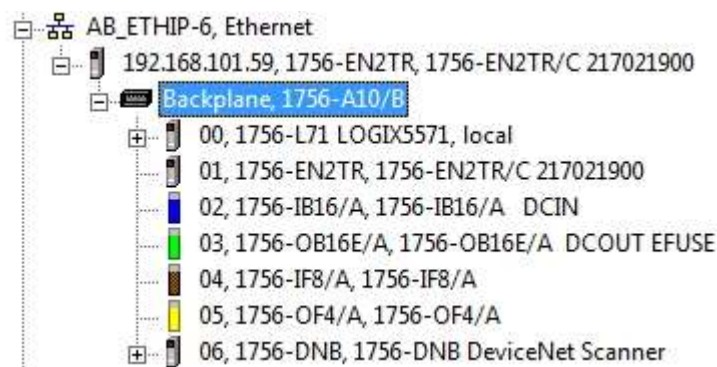 AB_ETHIP-6, Ethernet
192.168.101.59, 1756-EN2TR, 1756-EN2TR/C 217021900
Backplane, 1756-A10/B
00, 1756-L71 LOGIX5571, local
01, 1756-EN2TR, 1756-EN2TR/C 217021900
02, 1756-IB16/A, 1756-IB16/A   DCIN
03, 1756-OB16E/A, 1756-OB16E/A  DCOUT EFUSE
04, 1756-IF8/A, 1756-IF8/A
05, 1756-OF4/A, 1756-OF4/A
06, 1756-DNB, 1756-DNB DeviceNet Scanner